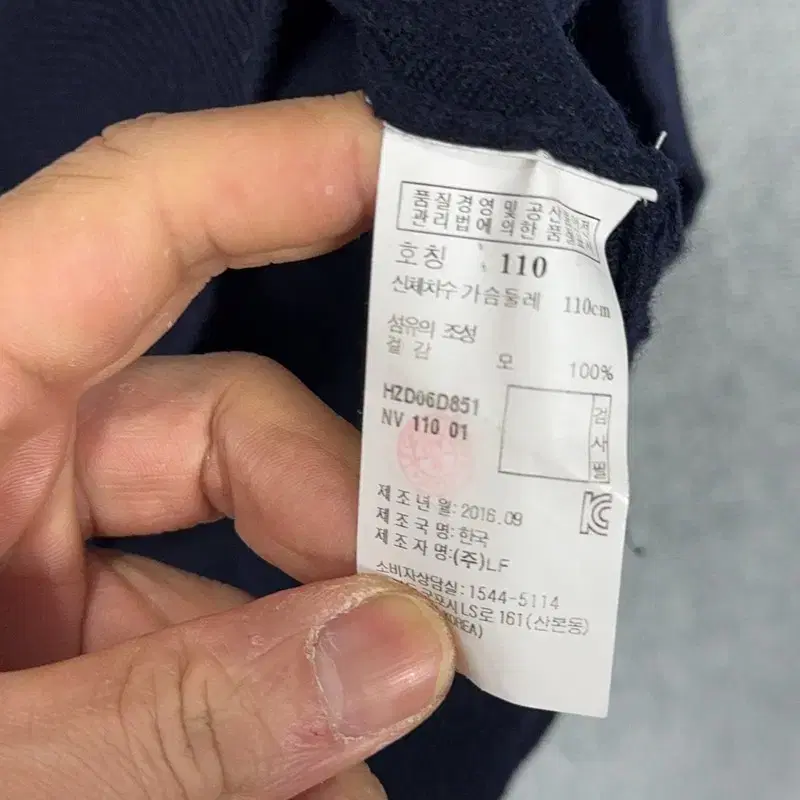 품질경영 및 공산
관리법에 의한 품
호칭 : 110
신체치수 가슴둘레 110cm
섬유의 조성
겉감 모 100%
HZD06D851
NV 110 01
검사필
제조년월: 2016.09
제조국명: 한국
제조자명: (주)LF
소비자상담실: 1544-5114
포시 LS로 161(산본동)